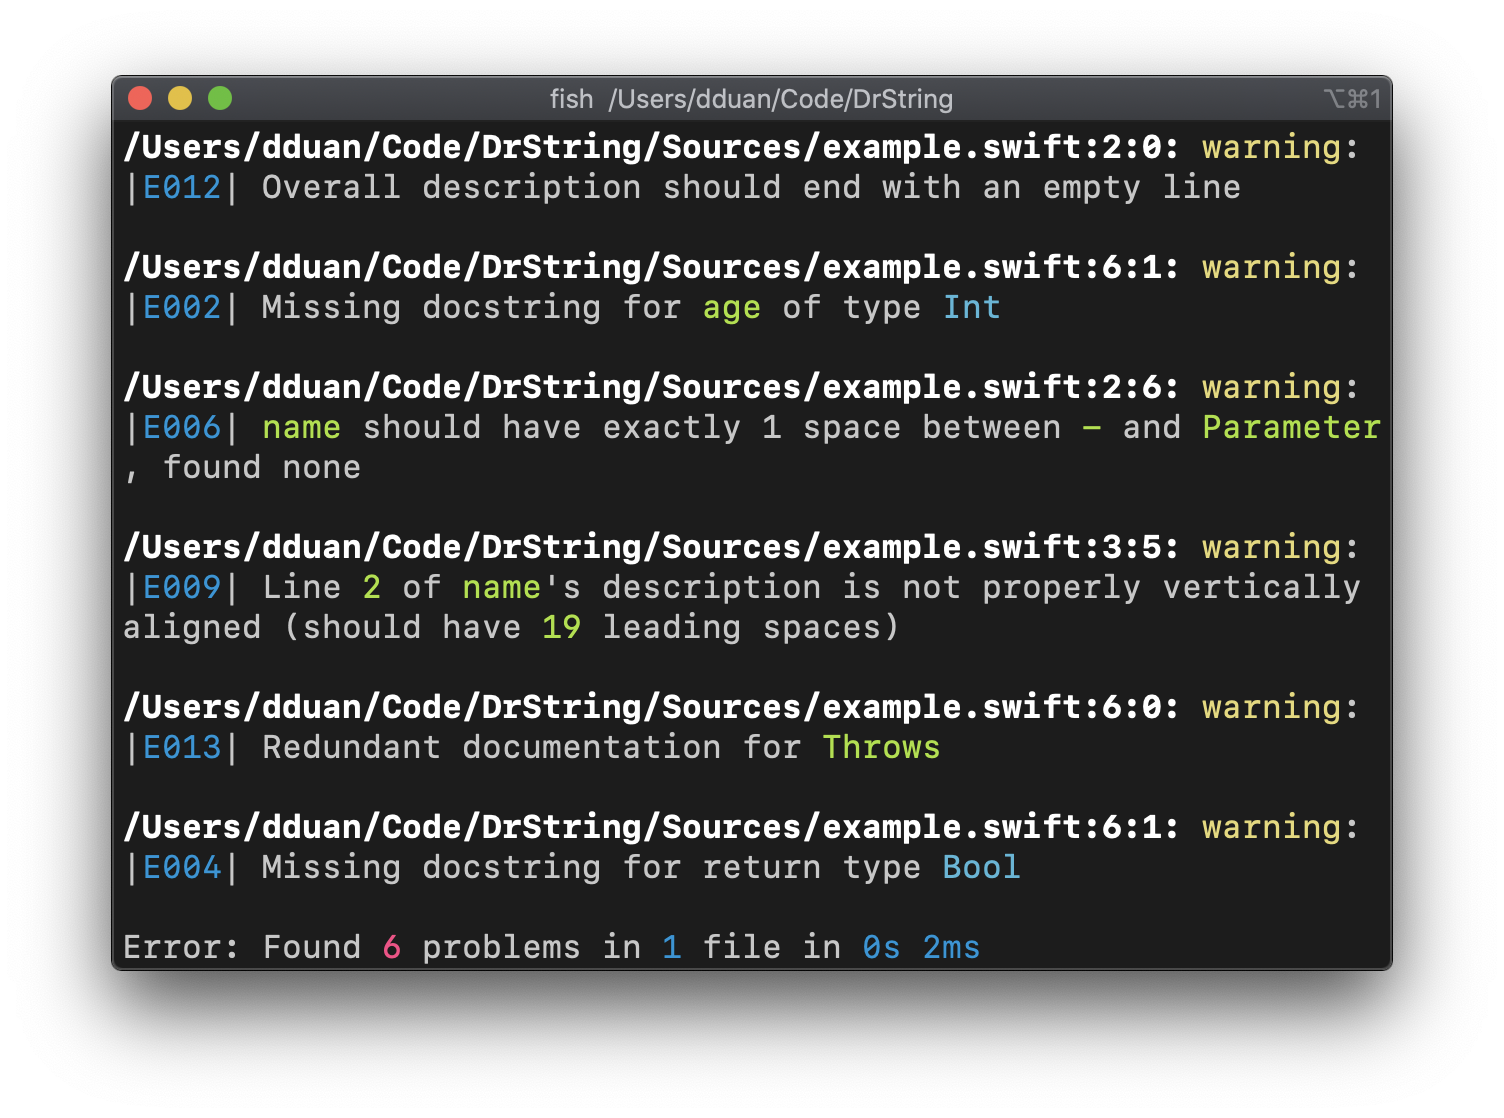 fish /Users/dduan/Code/DrString ⌥⌘1
/Users/dduan/Code/DrString/Sources/example.swift:2:0: warning:
|E012| Overall description should end with an empty line
/Users/dduan/Code/DrString/Sources/example.swift:6:1: warning:
|E002| Missing docstring for age of type Int
/Users/dduan/Code/DrString/Sources/example.swift:2:6: warning:
|E006| name should have exactly 1 space between - and Parameter
, found none
/Users/dduan/Code/DrString/Sources/example.swift:3:5: warning:
|E009| Line 2 of name's description is not properly vertically
aligned (should have 19 leading spaces)
/Users/dduan/Code/DrString/Sources/example.swift:6:0: warning:
|E013| Redundant documentation for Throws
/Users/dduan/Code/DrString/Sources/example.swift:6:1: warning:
|E004| Missing docstring for return type Bool
Error: Found 6 problems in 1 file in 0s 2ms